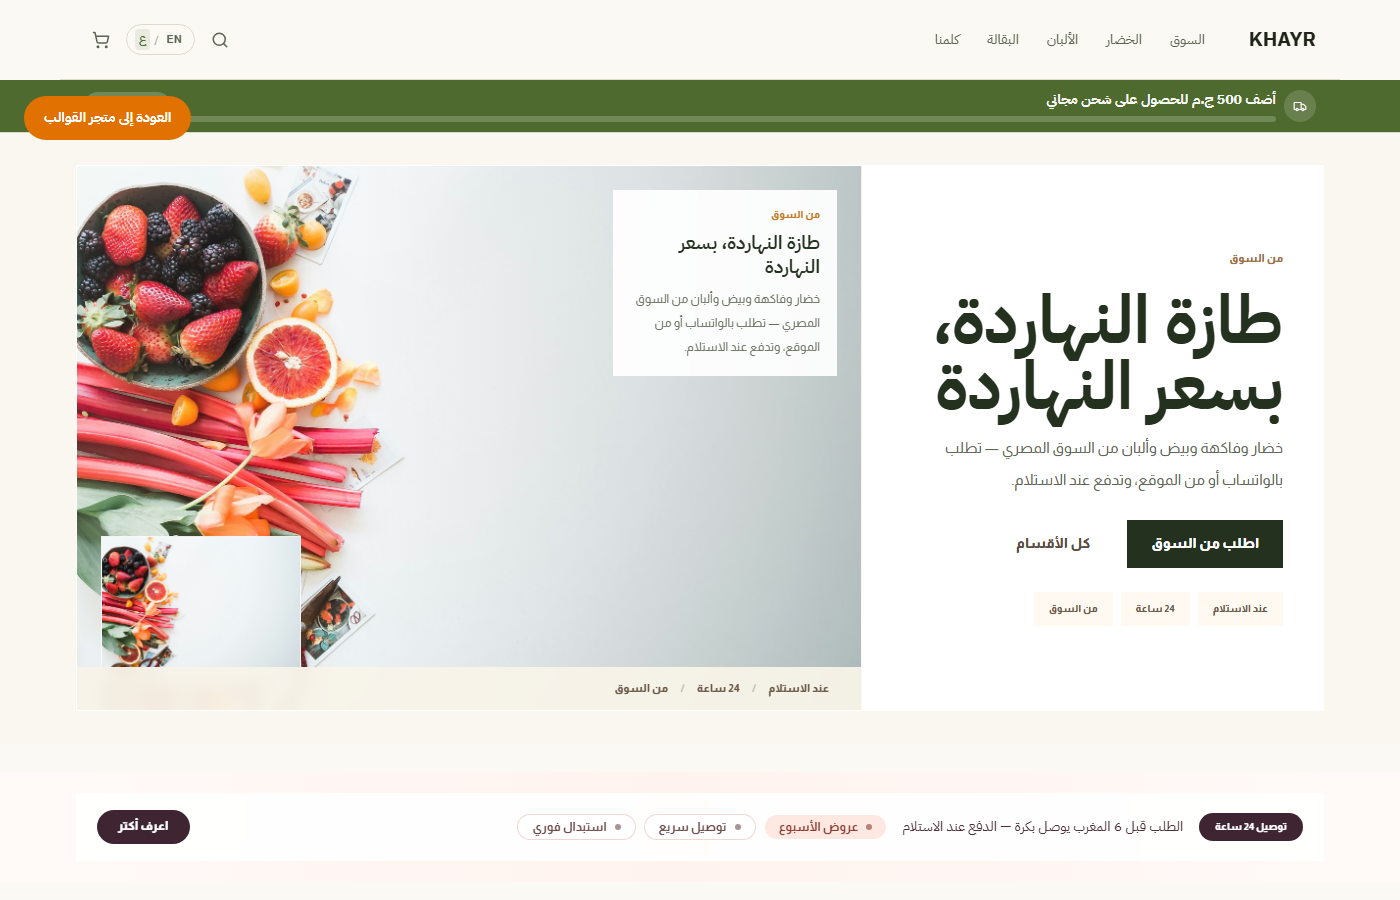 KHAYR
السوق
الخضار
الألبان
البقالة
كلمنا
EN / ع
أضف 500 ج.م للحصول على شحن مجاني
العودة إلى متجر القوالب
من السوق
طازة النهاردة،
بسعر النهاردة
خضار وفاكهة وبيض وألبان من السوق المصري — تطلب
بالواتساب أو من الموقع، وتدفع عند الاستلام.
اطلب من السوق
كل الأقسام
عند الاستلام
24 ساعة
من السوق
من السوق
طازة النهاردة، بسعر
النهاردة
خضار وفاكهة وبيض وألبان من السوق
المصري — تطلب بالواتساب أو من
الموقع، وتدفع عند الاستلام.
عند الاستلام / 24 ساعة / من السوق
توصيل 24 ساعة
الطلب قبل 6 المغرب يوصل بكرة — الدفع عند الاستلام
عروض الأسبوع
توصيل سريع
استبدال فوري
اعرف أكتر